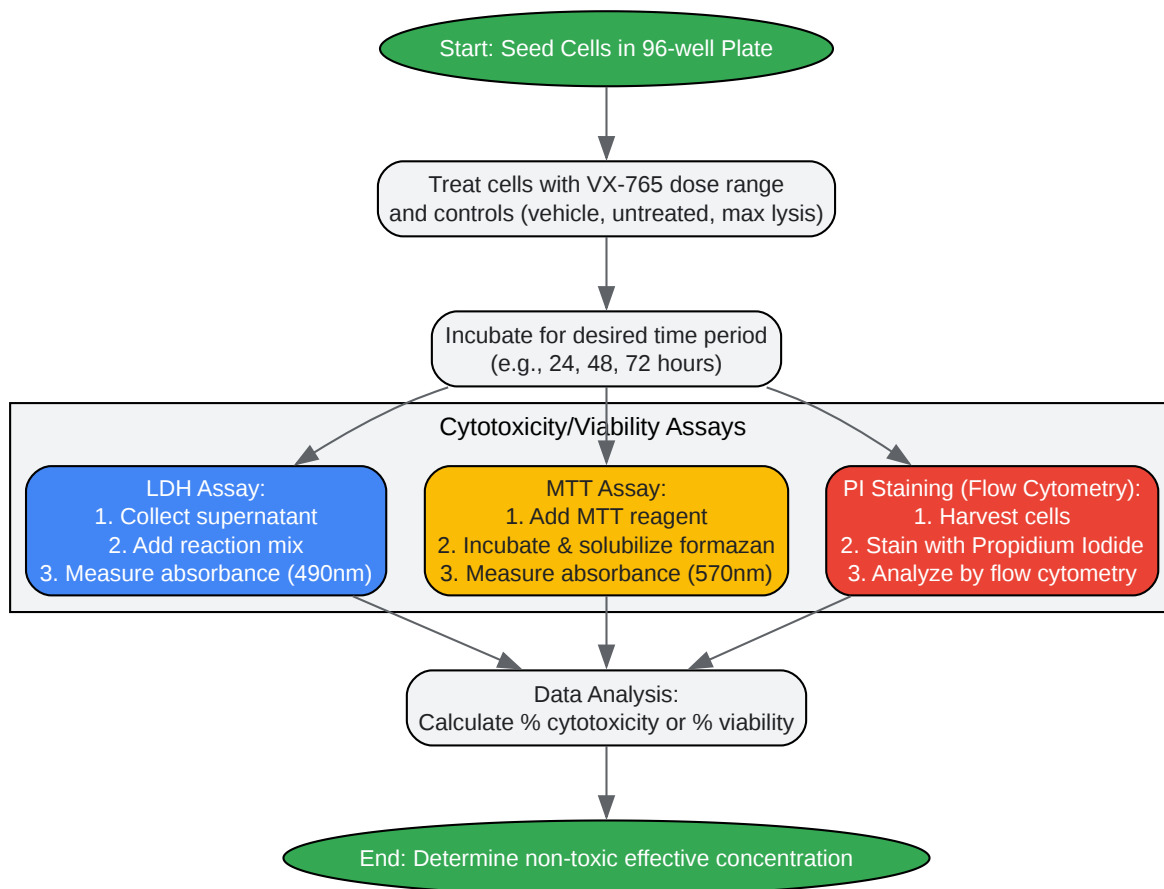 Start: Seed Cells in 96-well Plate
Treat cells with VX-765 dose range
and controls (vehicle, untreated, max lysis)
Incubate for desired time period
(e.g., 24, 48, 72 hours)
Cytotoxicity/Viability Assays
LDH Assay:
1. Collect supernatant
2. Add reaction mix
3. Measure absorbance (490nm)
MTT Assay:
1. Add MTT reagent
2. Incubate & solubilize formazan
3. Measure absorbance (570nm)
PI Staining (Flow Cytometry):
1. Harvest cells
2. Stain with Propidium Iodide
3. Analyze by flow cytometry
Data Analysis:
Calculate % cytotoxicity or % viability
End: Determine non-toxic effective concentration